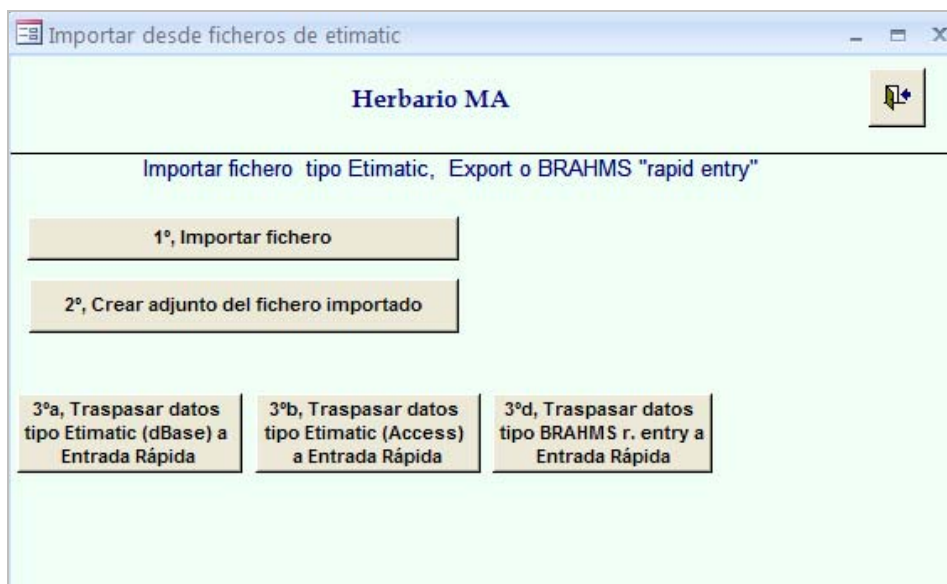 Importar desde ficheros de etimatic
Herbario MA
Importar fichero tipo Etimatic, Export o BRAHMS "rapid entry"
1º, Importar fichero
2º, Crear adjunto del fichero importado
3ºa, Traspasar datos
tipo Etimatic (dBase) a
Entrada Rápida
3ºb, Traspasar datos
tipo Etimatic (Access)
a Entrada Rápida
3ºd, Traspasar datos
tipo BRAHMS r. entry a
Entrada Rápida